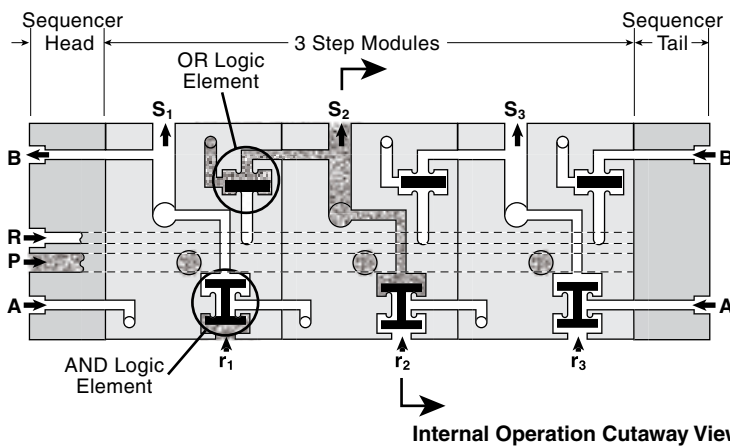 Sequencer
Head
3 Step Modules
Sequencer
Tail
OR Logic
Element
S1
S2
S3
B
B
R
P
A
A
AND Logic
Element
r1
r2
r3
Internal Operation Cutaway View